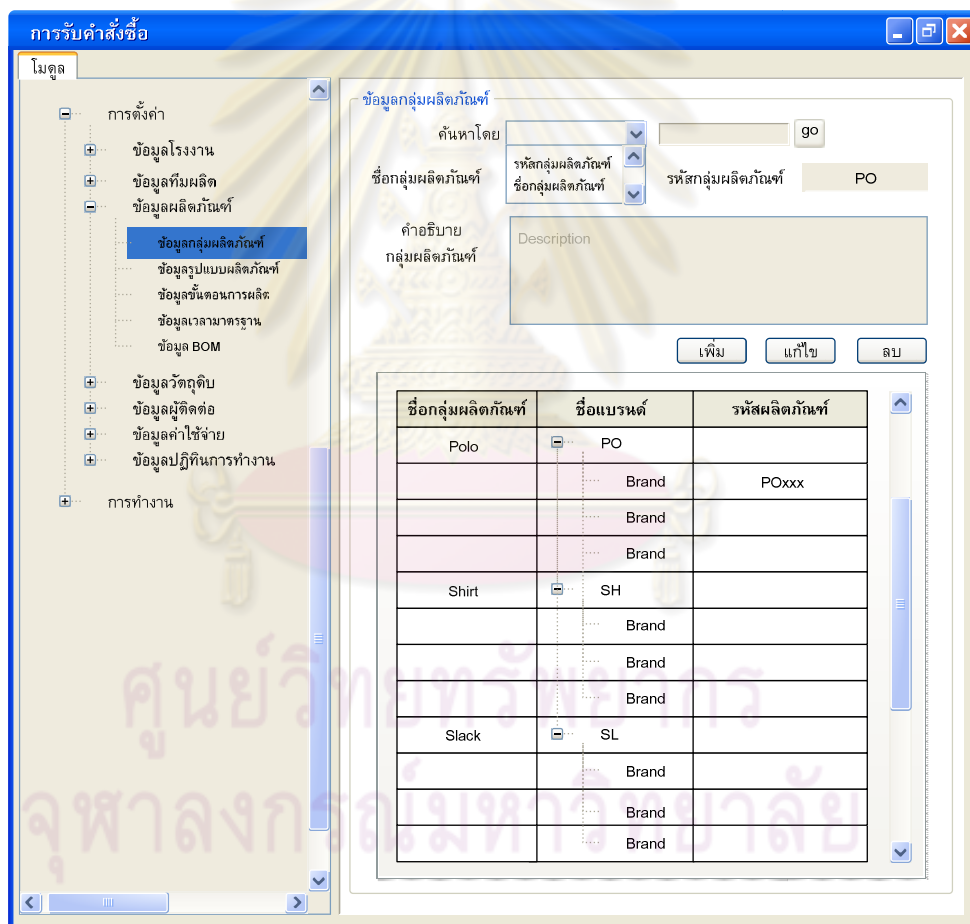 การรับคำสั่งซื้อ
โมดูล
การตั้งค่า
ข้อมูลโรงงาน
ข้อมูลทีมผลิต
ข้อมูลผลิตภัณฑ์
ข้อมูลกลุ่มผลิตภัณฑ์
ข้อมูลรูปแบบผลิตภัณฑ์
ข้อมูลขั้นตอนการผลิต
ข้อมูลเวลามาตรฐาน
ข้อมูล BOM
ข้อมูลวัตถุดิบ
ข้อมูลผู้ติดต่อ
ข้อมูลค่าใช้จ่าย
ข้อมูลปฏิทินการทำงาน
การทำงาน
ข้อมูลกลุ่มผลิตภัณฑ์
ค้นหาโดย go
รหัสกลุ่มผลิตภัณฑ์
ชื่อกลุ่มผลิตภัณฑ์
ชื่อกลุ่มผลิตภัณฑ์ รหัสกลุ่มผลิตภัณฑ์ PO
คำอธิบาย
กลุ่มผลิตภัณฑ์
Description
เพิ่ม แก้ไข ลบ
ชื่อกลุ่มผลิตภัณฑ์ ชื่อแบรนด์ รหัสผลิตภัณฑ์
Polo PO
Brand POxxx
Brand
Brand
Shirt SH
Brand
Brand
Brand
Slack SL
Brand
Brand
Brand
ศูนย์วิทยทรัพยากร
จุฬาลงกรณ์มหาวิทยาลัย